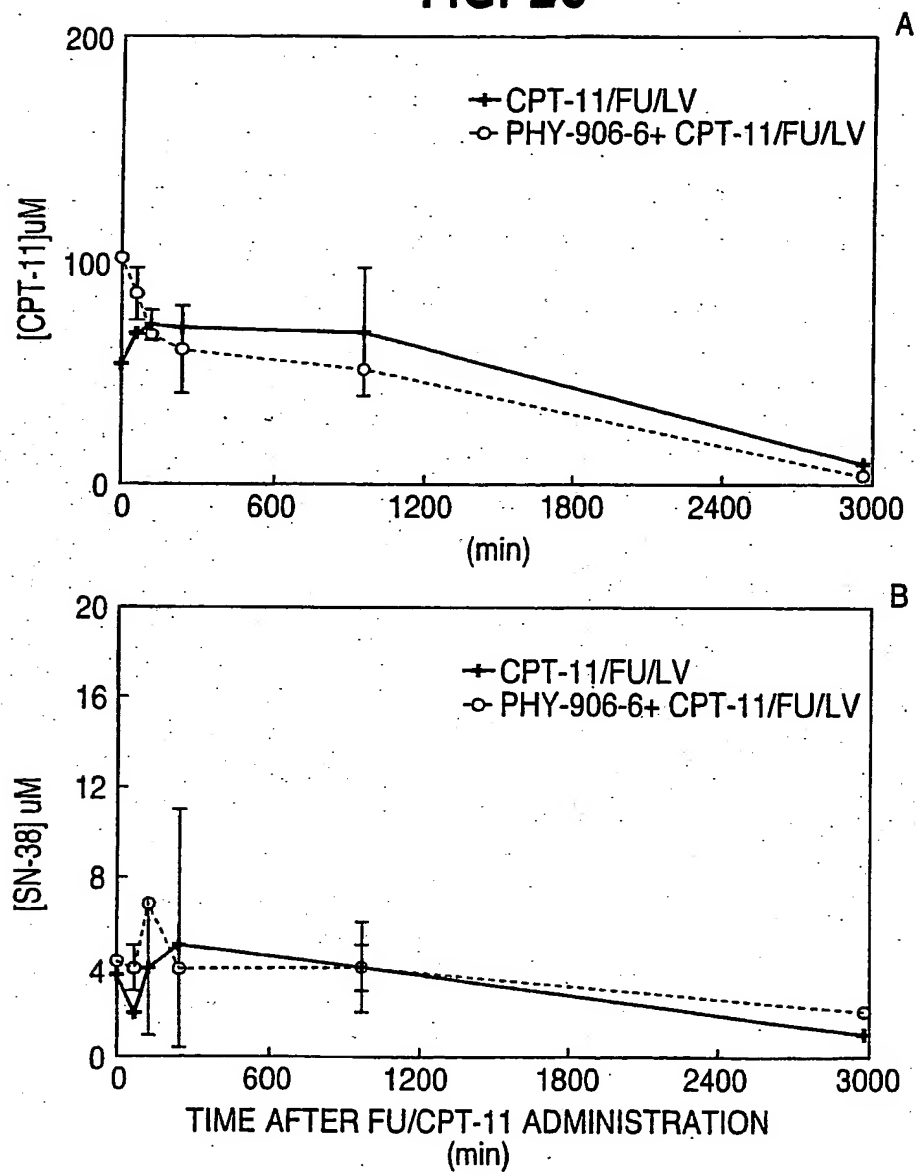 A
200
CPT-11/FU/LV
PHY-906-6+ CPT-11/FU/LV
[CPT-11]uM
100
0
0 600 1200 1800 2400 3000
(min)
B
20
CPT-11/FU/LV
PHY-906-6+ CPT-11/FU/LV
16
12
[SN-38] uM
8
4
0
0 600 1200 1800 2400 3000
TIME AFTER FU/CPT-11 ADMINISTRATION
(min)